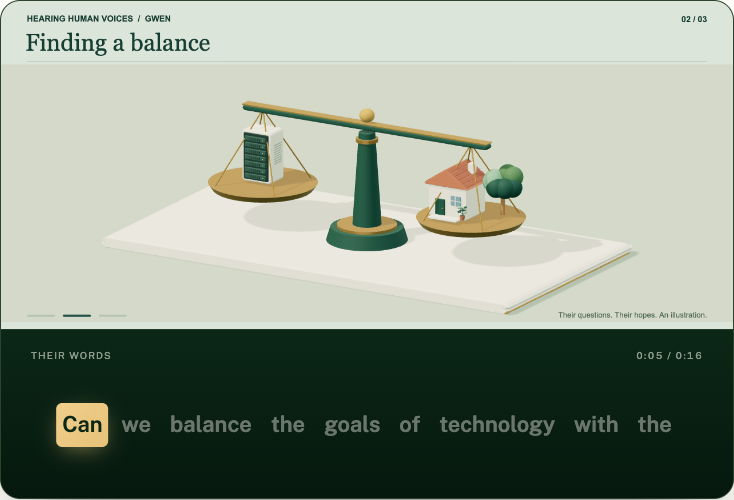 HEARING HUMAN VOICES / GWEN
02 / 03
Finding a balance
Their questions. Their hopes. An illustration.
THEIR WORDS
0:05 / 0:16
Can we balance the goals of technology with the